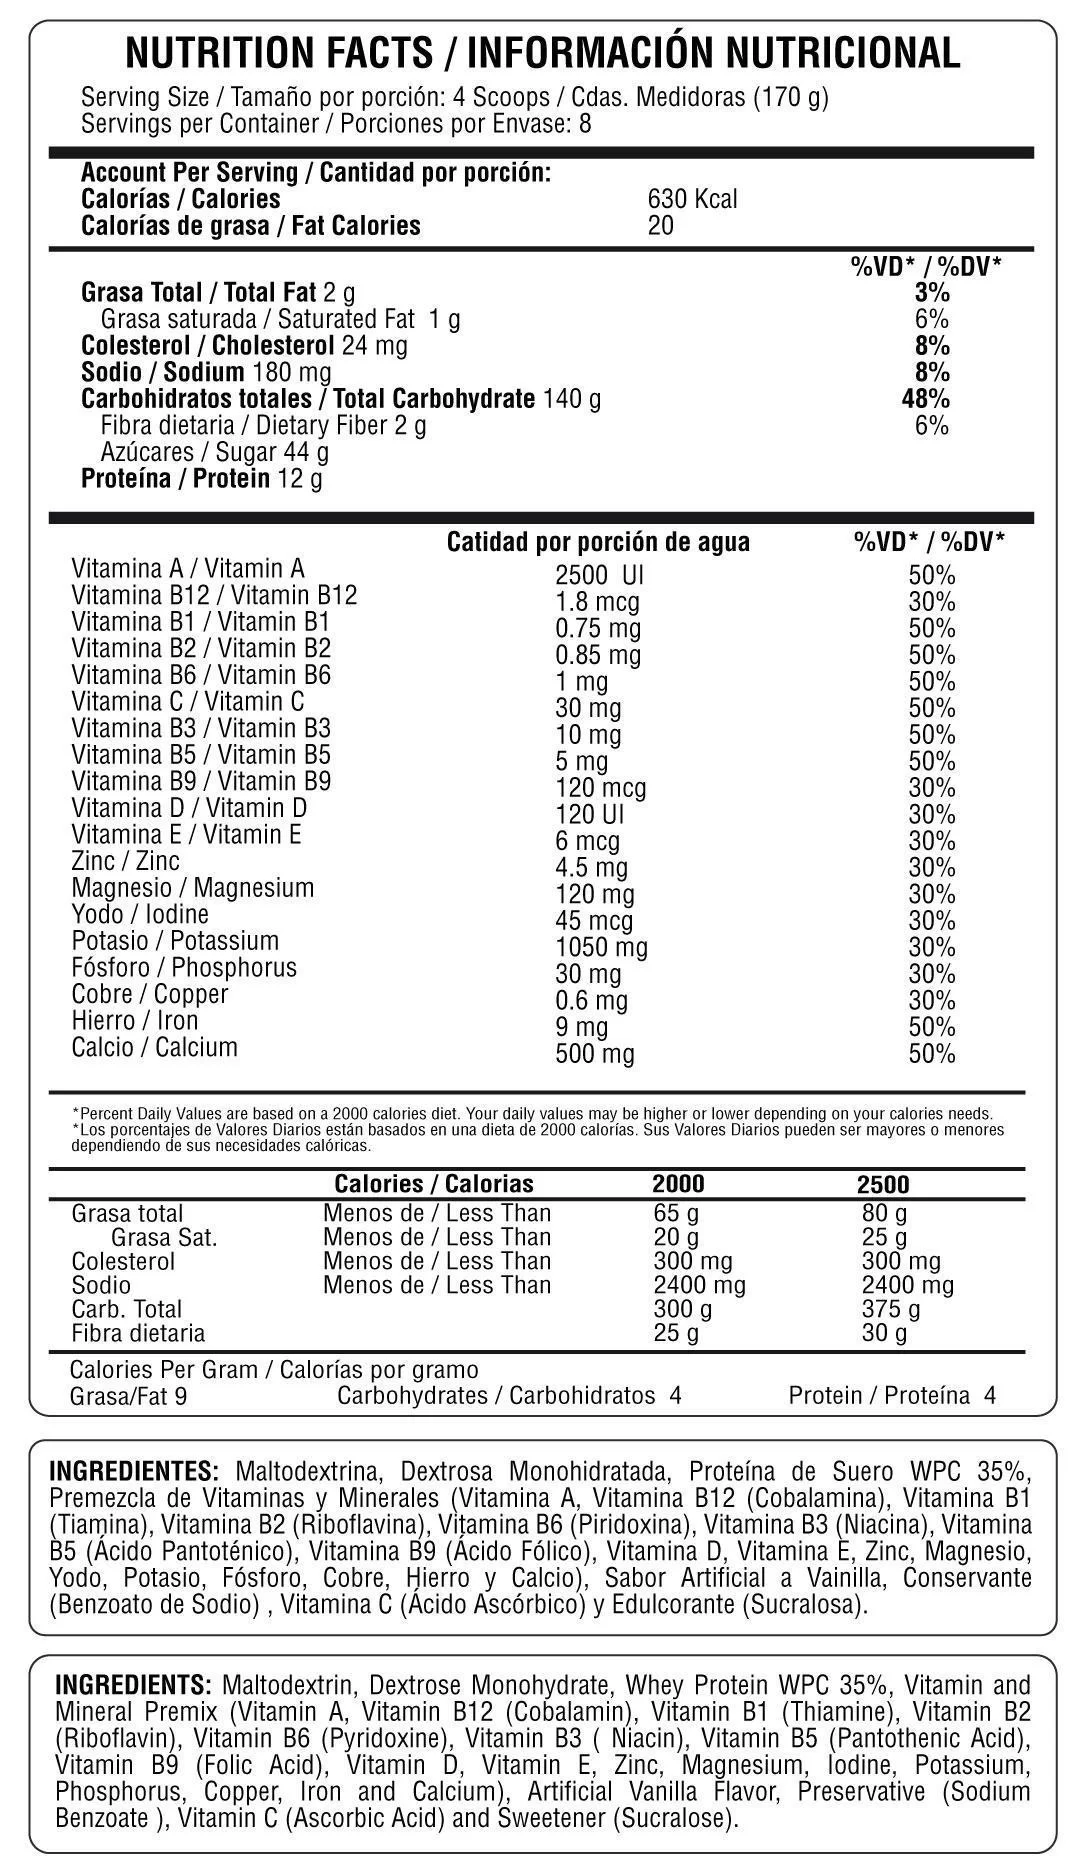 NUTRITION FACTS / INFORMACIÓN NUTRICIONAL
Serving Size / Tamaño por porción: 4 Scoops / Cdas. Medidoras (170 g)
Servings per Container / Porciones por Envase: 8
Account Per Serving / Cantidad por porción:
Calorías / Calories 630 Kcal
Calorías de grasa / Fat Calories 20
%VD* / %DV*
Grasa Total / Total Fat 2 g 3%
Grasa saturada / Saturated Fat 1 g 6%
Colesterol / Cholesterol 24 mg 8%
Sodio / Sodium 180 mg 8%
Carbohidratos totales / Total Carbohydrate 140 g 48%
Fibra dietaria / Dietary Fiber 2 g 6%
Azúcares / Sugar 44 g
Proteína / Protein 12 g
Catidad por porción de agua %VD* / %DV*
Vitamina A / Vitamin A 2500 UI 50%
Vitamina B12 / Vitamin B12 1.8 mcg 30%
Vitamina B1 / Vitamin B1 0.75 mg 50%
Vitamina B2 / Vitamin B2 0.85 mg 50%
Vitamina B6 / Vitamin B6 1 mg 50%
Vitamina C / Vitamin C 30 mg 50%
Vitamina B3 / Vitamin B3 10 mg 50%
Vitamina B5 / Vitamin B5 5 mg 50%
Vitamina B9 / Vitamin B9 120 mcg 30%
Vitamina D / Vitamin D 120 UI 30%
Vitamina E / Vitamin E 6 mcg 30%
Zinc / Zinc 4.5 mg 30%
Magnesio / Magnesium 120 mg 30%
Yodo / Iodine 45 mcg 30%
Potasio / Potassium 1050 mg 30%
Fósforo / Phosphorus 30 mg 30%
Cobre / Copper 0.6 mg 30%
Hierro / Iron 9 mg 50%
Calcio / Calcium 500 mg 50%
*Percent Daily Values are based on a 2000 calories diet. Your daily values may be higher or lower depending on your calories needs.
*Los porcentajes de Valores Diarios están basados en una dieta de 2000 calorías. Sus Valores Diarios pueden ser mayores o menores
dependiendo de sus necesidades calóricas.
Calories / Calorias 2000 2500
Grasa total Menos de / Less Than 65 g 80 g
Grasa Sat. Menos de / Less Than 20 g 25 g
Colesterol Menos de / Less Than 300 mg 300 mg
Sodio Menos de / Less Than 2400 mg 2400 mg
Carb. Total 300 g 375 g
Fibra dietaria 25 g 30 g
Calories Per Gram / Calorías por gramo
Grasa/Fat 9 Carbohydrates / Carbohidratos 4 Protein / Proteína 4
INGREDIENTES: Maltodextrina, Dextrosa Monohidratada, Proteína de Suero WPC 35%,
Premezcla de Vitaminas y Minerales (Vitamina A, Vitamina B12 (Cobalamina), Vitamina B1
(Tiamina), Vitamina B2 (Riboflavina), Vitamina B6 (Piridoxina), Vitamina B3 (Niacina), Vitamina
B5 (Ácido Pantoténico), Vitamina B9 (Ácido Fólico), Vitamina D, Vitamina E, Zinc, Magnesio,
Yodo, Potasio, Fósforo, Cobre, Hierro y Calcio), Sabor Artificial a Vainilla, Conservante
(Benzoato de Sodio) , Vitamina C (Ácido Ascórbico) y Edulcorante (Sucralosa).
INGREDIENTS: Maltodextrin, Dextrose Monohydrate, Whey Protein WPC 35%, Vitamin and
Mineral Premix (Vitamin A, Vitamin B12 (Cobalamin), Vitamin B1 (Thiamine), Vitamin B2
(Riboflavin), Vitamin B6 (Pyridoxine), Vitamin B3 ( Niacin), Vitamin B5 (Pantothenic Acid),
Vitamin B9 (Folic Acid), Vitamin D, Vitamin E, Zinc, Magnesium, Iodine, Potassium,
Phosphorus, Copper, Iron and Calcium), Artificial Vanilla Flavor, Preservative (Sodium
Benzoate ), Vitamin C (Ascorbic Acid) and Sweetener (Sucralose).